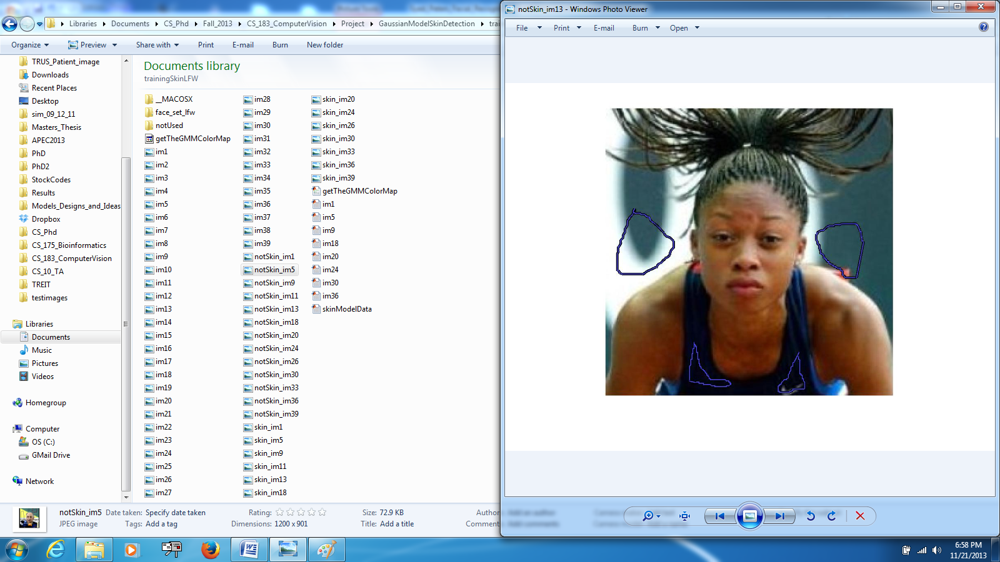 notSkin_im13 - Windows Photo Viewer
Libraries Documents CS_Phd Fall_2013 CS_183_ComputerVision Project GaussianModelSkinDetection
File Print E-mail Burn Open
Organize Preview Share with Print E-mail Burn New folder
TRUS_Patient_image
Downloads
Recent Places
Desktop
sim_09_12_11
Masters_Thesis
APEC2013
PhD
PhD2
StockCodes
Results
Models_Designs_and_Ideas
Dropbox
CS_Phd
CS_175_Bioinformatics
CS_183_ComputerVision
CS_10_TA
TREIT
testimages
Libraries
Documents
Music
Pictures
Videos
Homegroup
Computer
OS (C:)
GMail Drive
Network
Documents library
trainingSkinLFW
__MACOSX
face_set_lfw
notUsed
getTheGMMColorMap
im1
im2
im3
im4
im5
im6
im7
im8
im9
im10
im11
im12
im13
im14
im15
im16
im17
im18
im19
im20
im21
im22
im23
im24
im25
im26
im27
im28
im29
im30
im31
im32
im33
im34
im35
im36
im37
im38
im39
notSkin_im1
notSkin_im5
notSkin_im9
notSkin_im11
notSkin_im13
notSkin_im18
notSkin_im20
notSkin_im24
notSkin_im26
notSkin_im30
notSkin_im33
notSkin_im36
notSkin_im39
skin_im1
skin_im5
skin_im9
skin_im11
skin_im13
skin_im18
skin_im20
skin_im24
skin_im26
skin_im30
skin_im33
skin_im36
skin_im39
getTheGMMColorMap
im1
im5
im9
im18
im20
im24
im30
im36
skinModelData
notSkin_im5 Date taken: Specify date taken Rating: Size: 72.9 KB
JPEG image Tags: Add a tag Dimensions: 1200 x 901 Title: Add a title
6:58 PM
11/21/2013